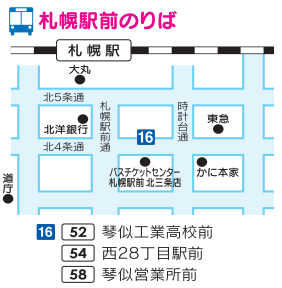 札幌駅前のりば
札幌駅
大丸
北5条通
札幌駅前通
時計台通
北洋銀行
16
東急
北4条通
バスチケットセンター
札幌駅前 北三条店
かに本家
道庁
16 52 琴似工業高校前
54 西28丁目駅前
58 琴似営業所前